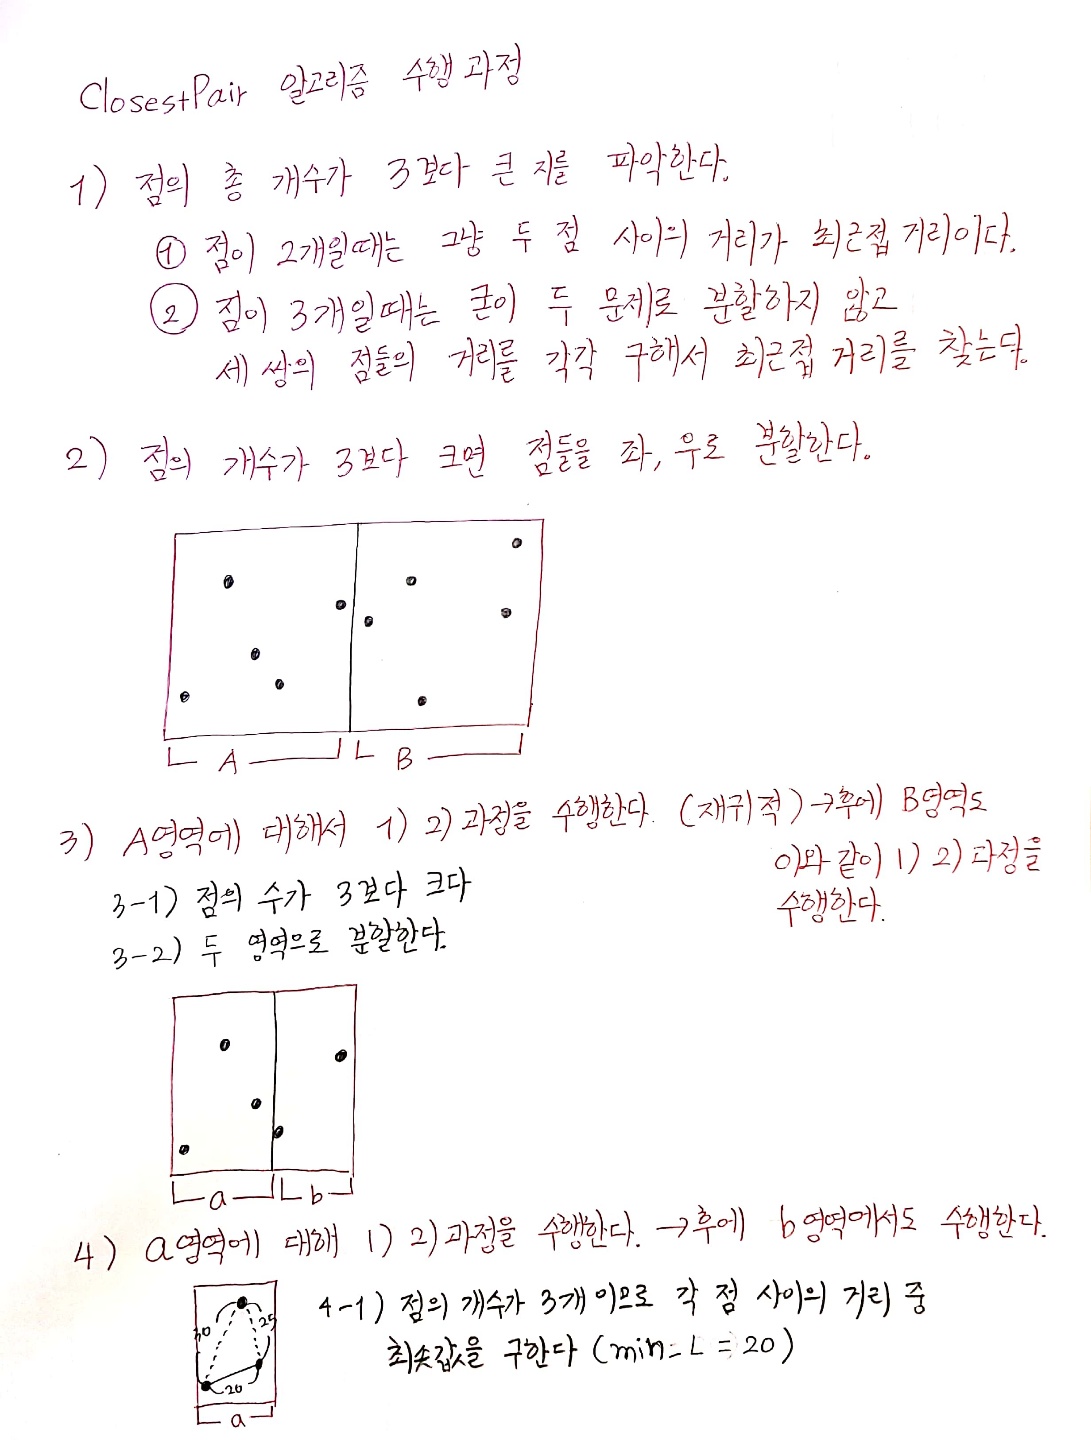 ClosestPair 알고리즘 수행 과정
1) 점의 총 개수가 3보다 큰 지를 파악한다.
① 점이 2개일때는 그냥 두 점 사이의 거리가 최근접 거리이다.
② 점이 3개일때는 굳이 두 문제로 분할하지 않고
세 쌍의 점들의 거리를 각각 구해서 최근접 거리를 찾는다.
2) 점의 개수가 3보다 크면 점들을 좌, 우로 분할한다.
A B
3) A영역에 대해서 1) 2) 과정을 수행한다. (재귀적) → 후에 B영역도
이와 같이 1) 2) 과정을
수행한다.
3-1) 점의 수가 3보다 크다
3-2) 두 영역으로 분할한다.
a b
4) a영역에 대해 1) 2) 과정을 수행한다. → 후에 b영역에서도 수행한다.
4-1) 점의 개수가 3개 이므로 각 점 사이의 거리 중
30 25
최솟값을 구한다 (min = L = 20)
20
a